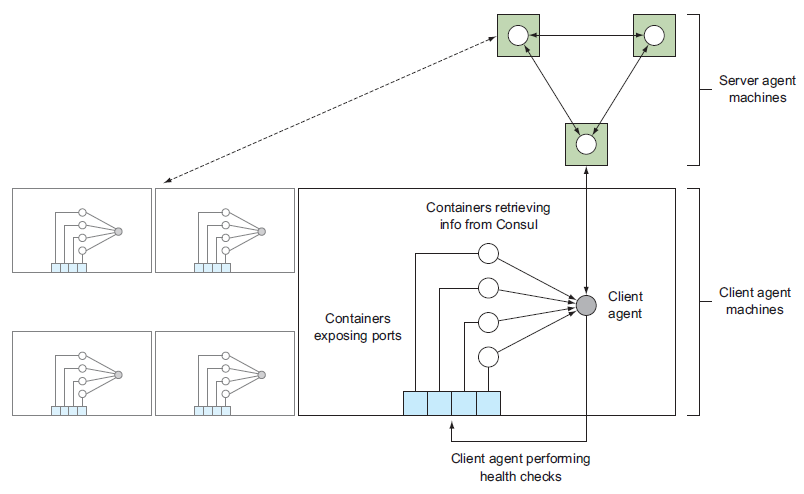 Server agent
machines
Containers retrieving
info from Consul
Client agent
machines
Client
agent
Containers
exposing ports
Client agent performing
health checks